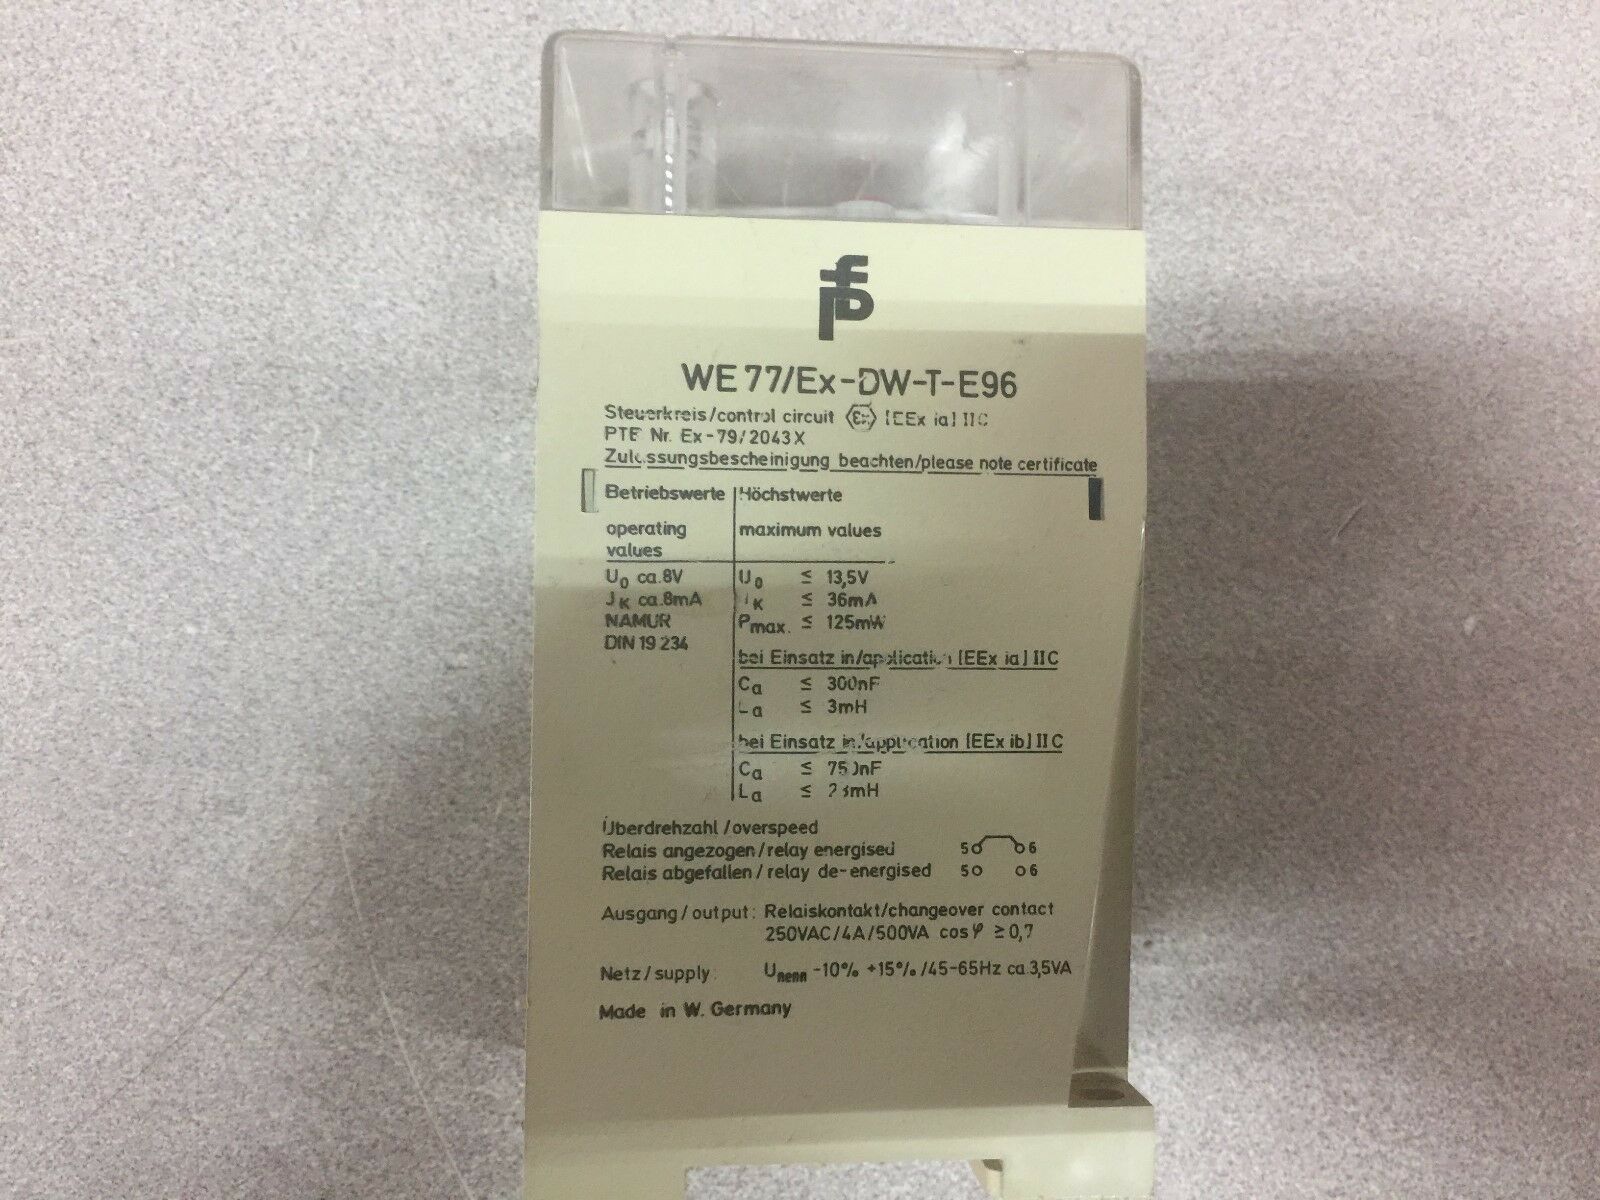 WE 77/Ex-DW-T-E96
Steuerkreis/control circuit Ex [EEx ia] IIC
Nr. Ex-79/2043X
Zulassungsbescheinigung beachten/please note certificate
Betriebswerte Höchstwerte
operating values maximum values
U0 ca. 8V U0 ≤ 13,5V
JK ca. 8mA JK ≤ 36mA
NAMUR Pmax. ≤ 125mW
DIN 19 234
bei Einsatz in/application [EEx ia] IIC
Ca ≤ 300nF
La ≤ 3mH
bei Einsatz in/application [EEx ib] IIC
Ca ≤ 750nF
La ≤
Überdrehzahl/overspeed
Relais angezogen/relay energised 5 6
Relais abgefallen/relay de-energised 5 6
Ausgang/output: Relaiskontakt/changeover contact
250VAC/4A/500VA cos φ ≥ 0,7
Netz/supply: Unenn -10% +15%/45-65Hz ca. 3,5VA
Made in W. Germany